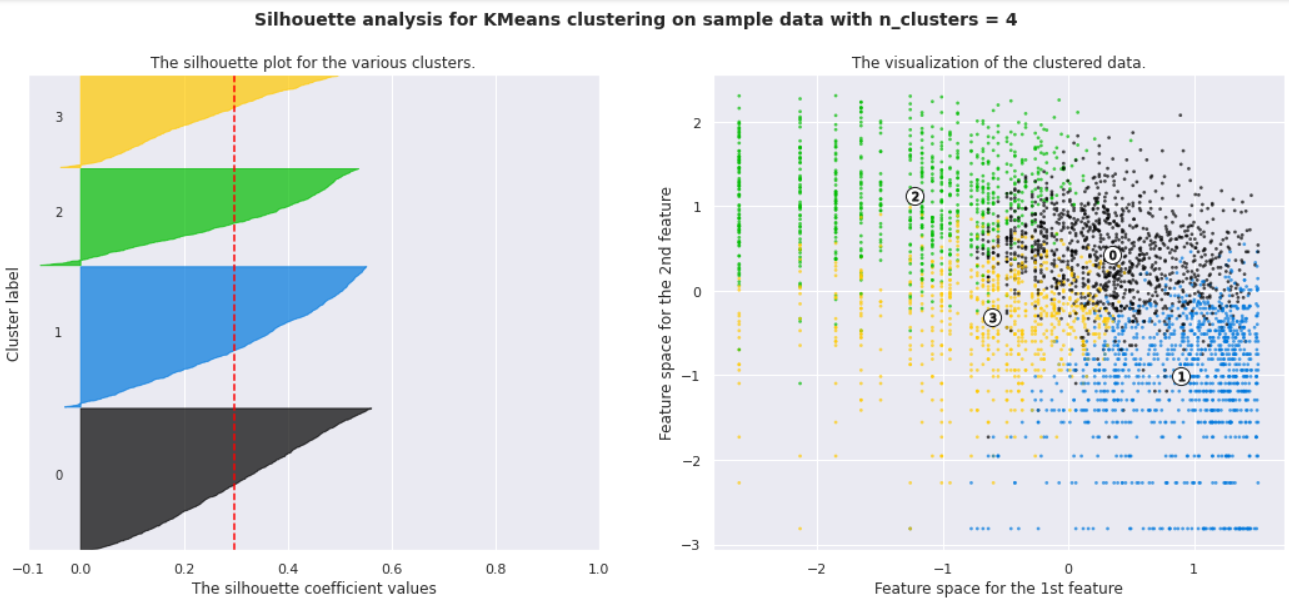 Silhouette analysis for KMeans clustering on sample data with n_clusters = 4
The silhouette plot for the various clusters.
3
2
1
0
Cluster label
−0.1 0.0 0.2 0.4 0.6 0.8 1.0
The silhouette coefficient values
The visualization of the clustered data.
2
1
0
−1
−2
−3
Feature space for the 2nd feature
2
0
3
1
−2 −1 0 1
Feature space for the 1st feature